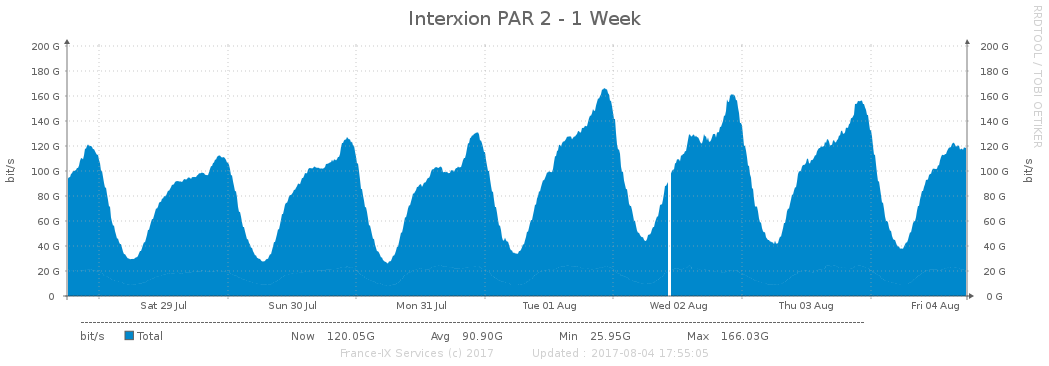 Interxion PAR 2 - 1 Week
RRDTOOL / TOBI OETIKER
bit/s
200 G
180 G
160 G
140 G
120 G
100 G
80 G
60 G
40 G
20 G
0
200 G
180 G
160 G
140 G
120 G
100 G
80 G
60 G
40 G
20 G
0 G
bit/s
Sat 29 Jul Sun 30 Jul Mon 31 Jul Tue 01 Aug Wed 02 Aug Thu 03 Aug Fri 04 Aug
bit/s Total Now 120.05G Avg 90.90G Min 25.95G Max 166.03G
France-IX Services (c) 2017 Updated : 2017-08-04 17:55:05